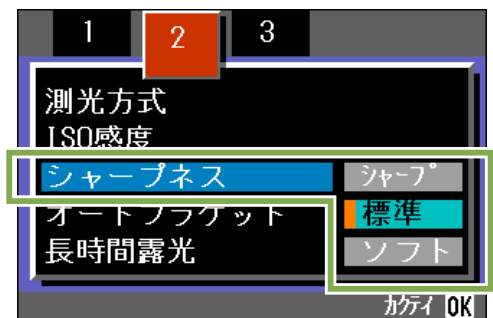 1 2 3
測光方式
ISO感度
シャープネス ｼｬｰﾌﾟ
オートブラケット 標準
長時間露光 ソフト
ｶｸﾃｲ OK